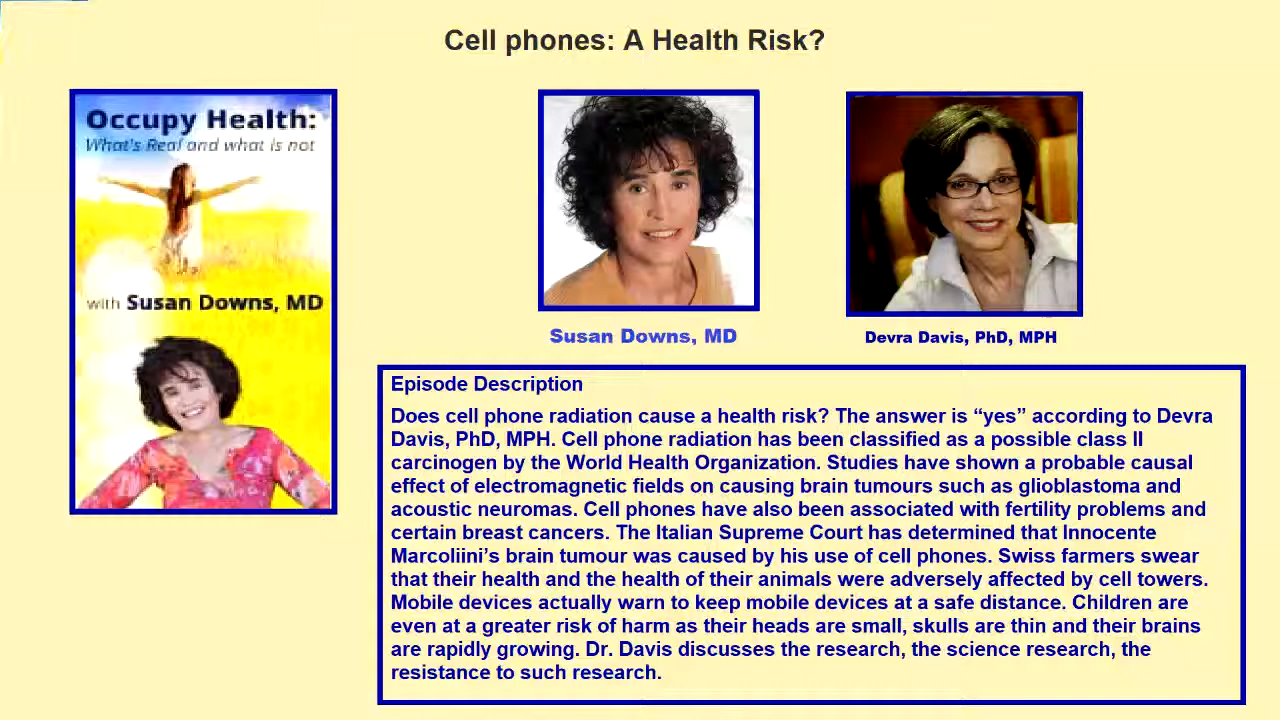 Cell phones: A Health Risk?
Occupy Health:
What's Real and what is not
with Susan Downs, MD
Susan Downs, MD
Devra Davis, PhD, MPH
Episode Description
Does cell phone radiation cause a health risk? The answer is “yes” according to Devra
Davis, PhD, MPH. Cell phone radiation has been classified as a possible class II
carcinogen by the World Health Organization. Studies have shown a probable causal
effect of electromagnetic fields on causing brain tumours such as glioblastoma and
acoustic neuromas. Cell phones have also been associated with fertility problems and
certain breast cancers. The Italian Supreme Court has determined that Innocente
Marcoliini’s brain tumour was caused by his use of cell phones. Swiss farmers swear
that their health and the health of their animals were adversely affected by cell towers.
Mobile devices actually warn to keep mobile devices at a safe distance. Children are
even at a greater risk of harm as their heads are small, skulls are thin and their brains
are rapidly growing. Dr. Davis discusses the research, the science research, the
resistance to such research.